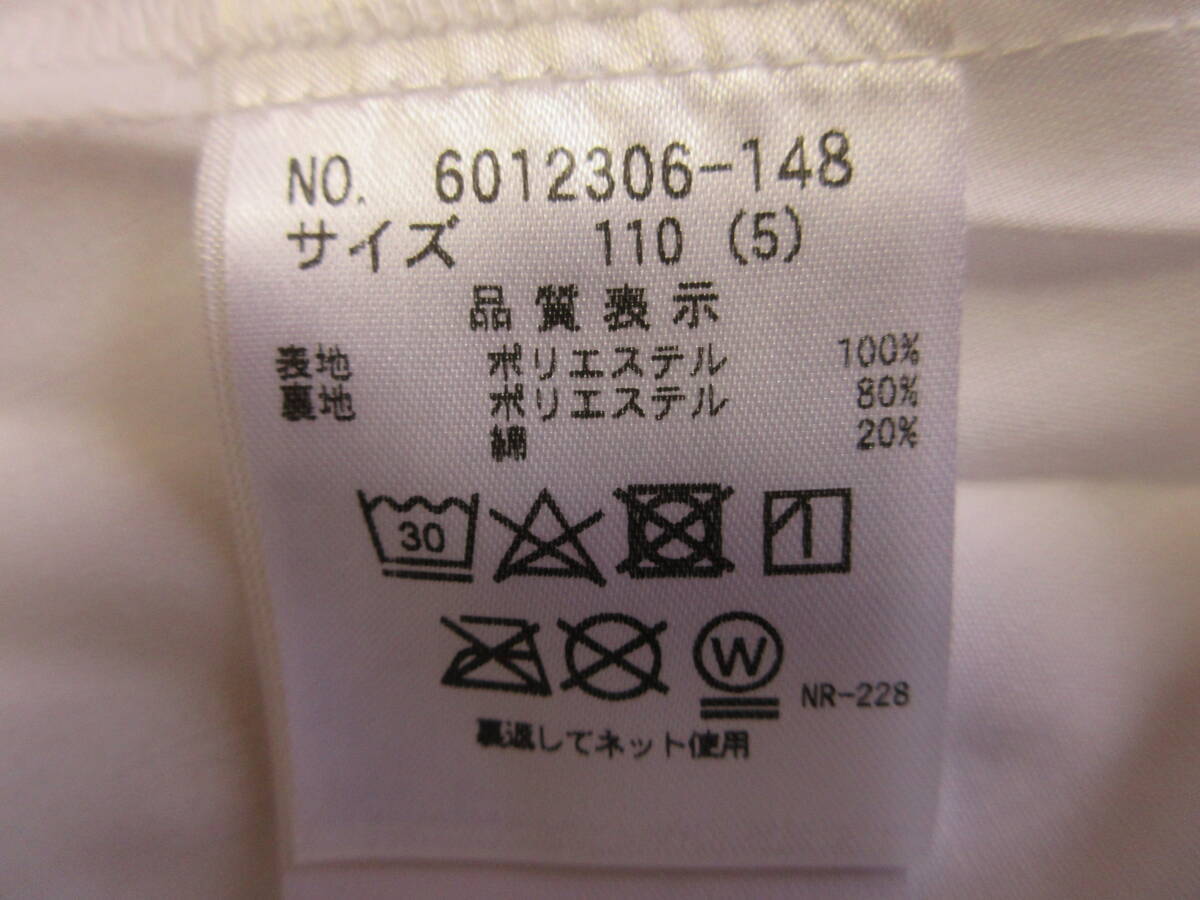 NO. 6012306-148
サイズ 110 (5)
品質表示
表地 ポリエステル 100%
裏地 ポリエステル 80%
綿 20%
30
W NR-228
裏返してネット使用